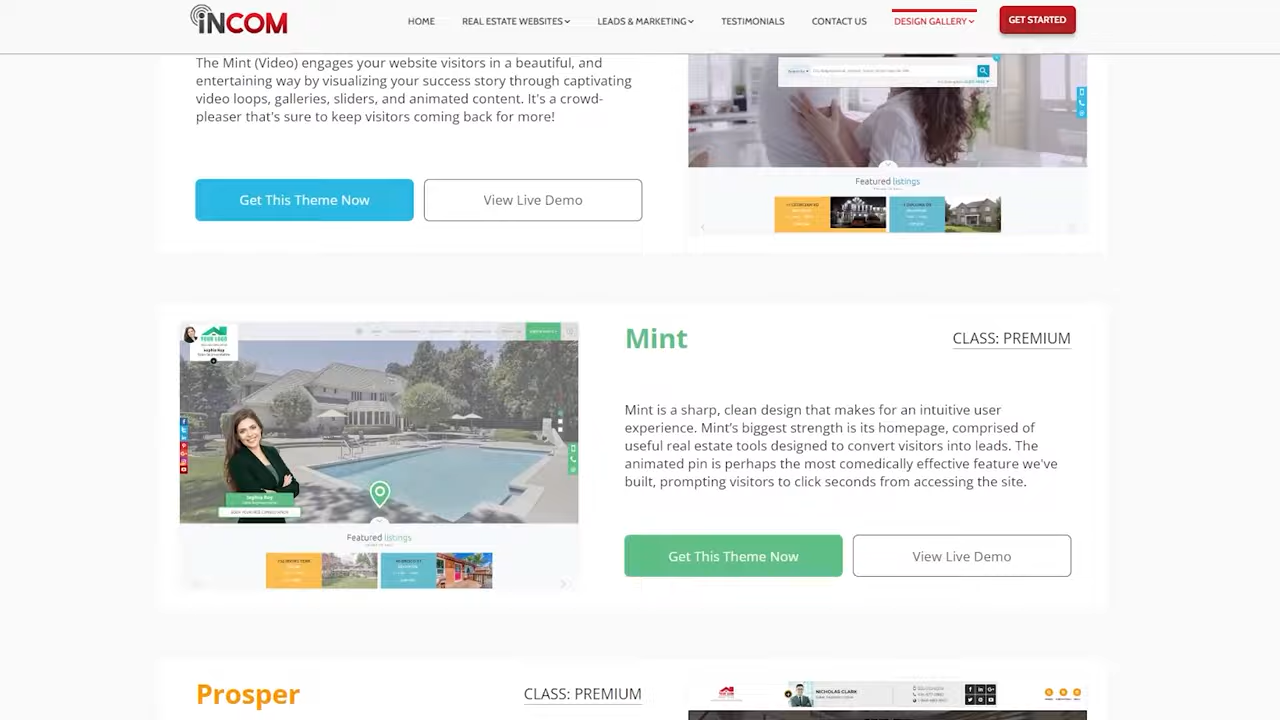 INCOM
HOME
REAL ESTATE WEBSITES
LEADS & MARKETING
TESTIMONIALS
CONTACT US
DESIGN GALLERY
GET STARTED
The Mint (Video) engages your website visitors in a beautiful, and
entertaining way by visualizing your success story through captivating
video loops, galleries, sliders, and animated content. It's a crowd-
pleaser that's sure to keep visitors coming back for more!
Get This Theme Now
View Live Demo
Featured listings
YOUR LOGO
Sophia Roy
Featured listings
Mint
CLASS: PREMIUM
Mint is a sharp, clean design that makes for an intuitive user
experience. Mint's biggest strength is its homepage, comprised of
useful real estate tools designed to convert visitors into leads. The
animated pin is perhaps the most comedically effective feature we've
built, prompting visitors to click seconds from accessing the site.
Get This Theme Now
View Live Demo
Prosper
CLASS: PREMIUM
NICHOLAS CLARK